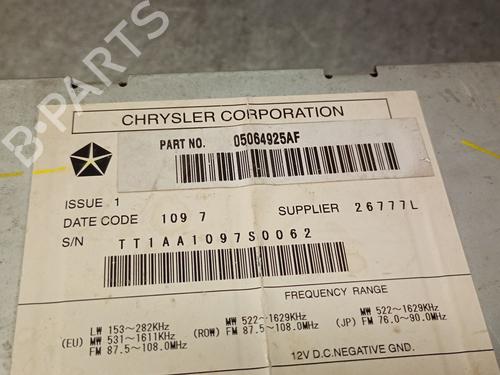 CHRYSLER CORPORATION
PART NO. 05064925AF
ISSUE 1
DATE CODE 109 7 SUPPLIER 26777L
S/N TT1AA1097S0062
FREQUENCY RANGE
(EU) LW 153~282KHz
MW 531~1611KHz
FM 87.5~108.0MHz
(ROW) MW 522~1629KHz
FM 87.5~108.0MHz
(JP) MW 522~1629KHz
FM 76.0~90.0MHz
12V D.C.NEGATIVE GND.
B-PARTS